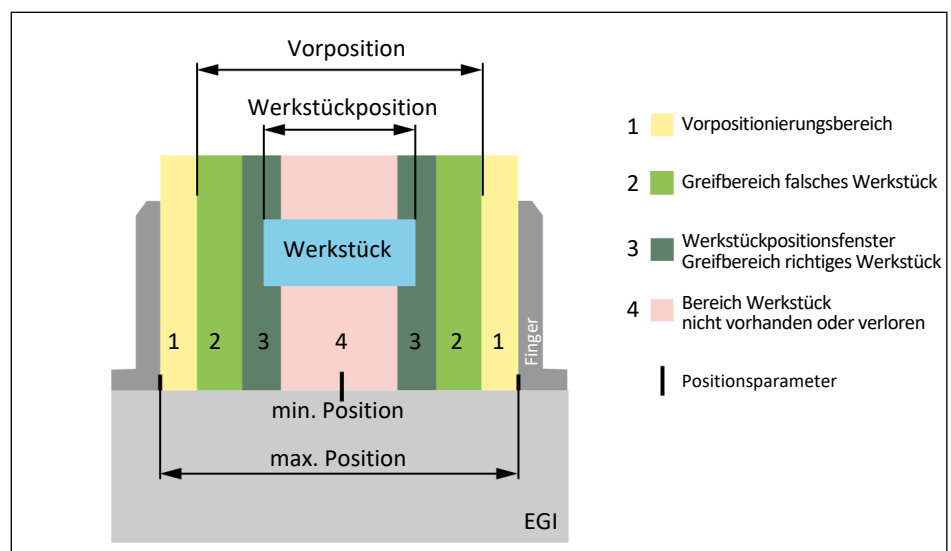 Vorposition
Werkstückposition
Werkstück
1 2 3 4 3 2 1
Finger
min. Position
max. Position
EGI
1 Vorpositionierungsbereich
2 Greifbereich falsches Werkstück
3 Werkstückpositionsfenster
Greifbereich richtiges Werkstück
4 Bereich Werkstück
nicht vorhanden oder verloren
Positionsparameter